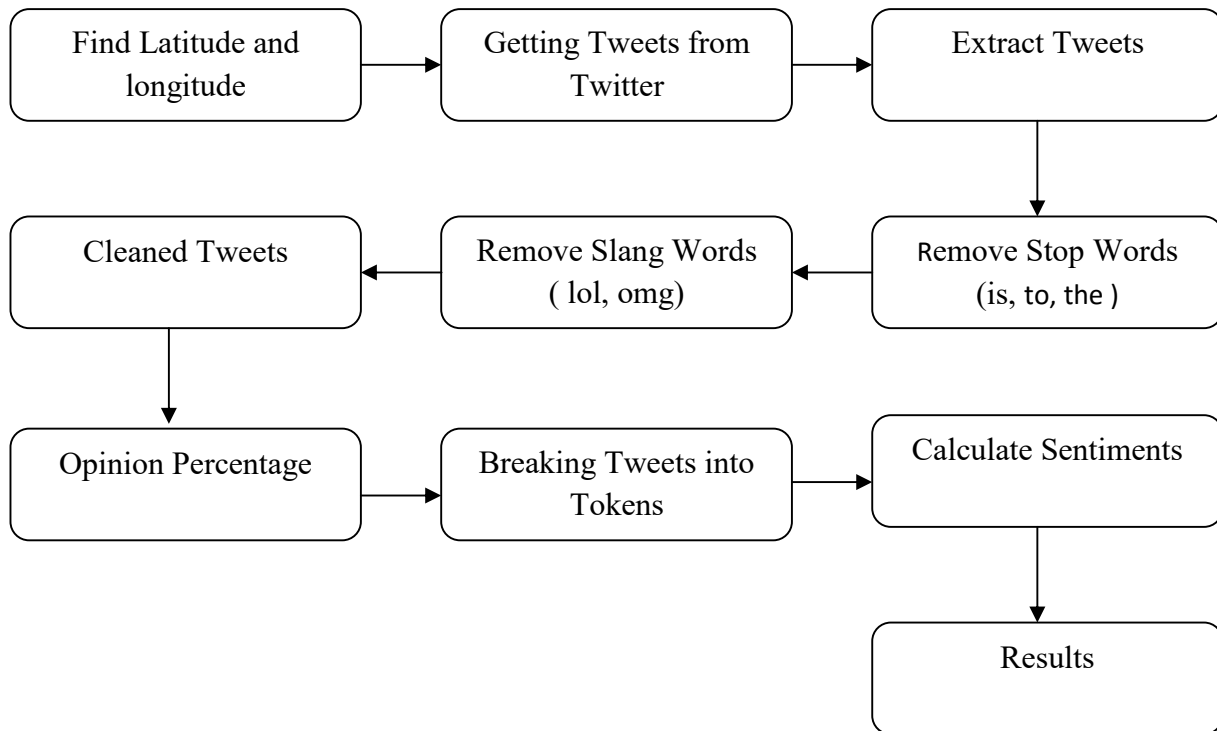 Find Latitude and
longitude
Getting Tweets from
Twitter
Extract Tweets
Remove Stop Words
(is, to, the )
Remove Slang Words
( lol, omg)
Cleaned Tweets
Opinion Percentage
Breaking Tweets into
Tokens
Calculate Sentiments
Results